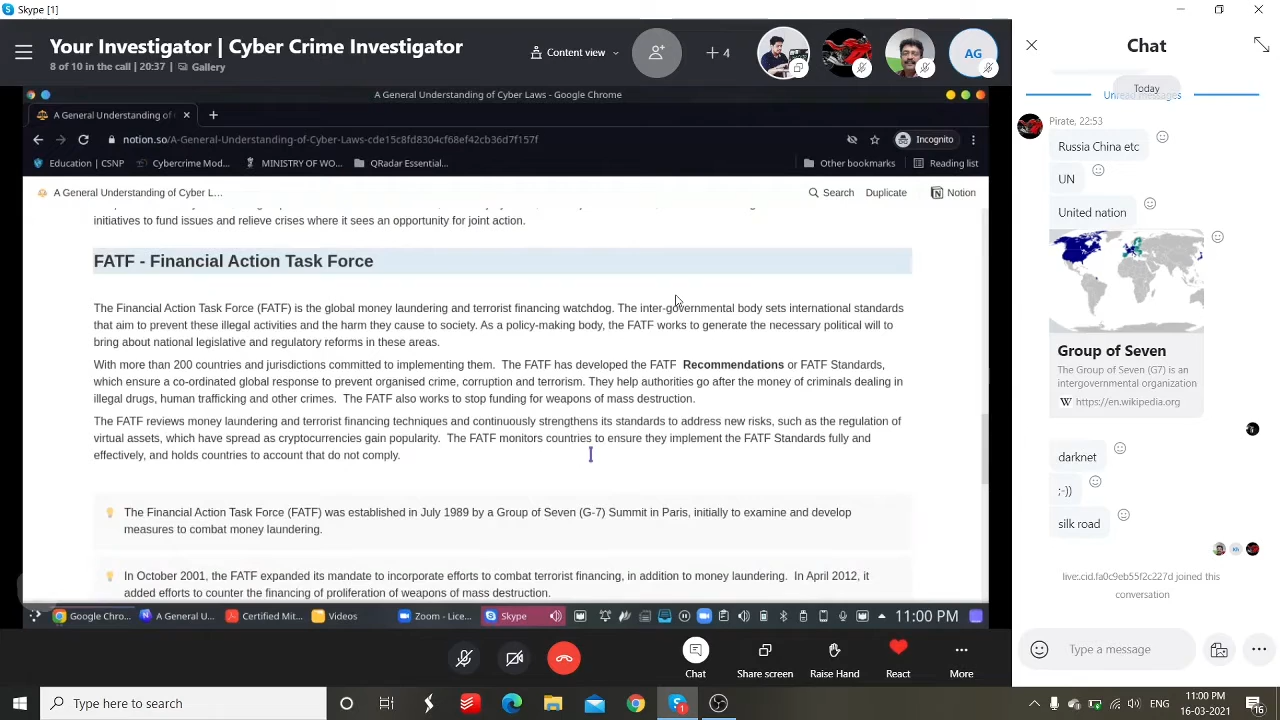 Skype [1]
Your Investigator | Cyber Crime Investigator
8 of 10 in the call | 20:37 | Gallery
Content view
+4
AG
A General Understanding of Cyber Laws - Google Chrome
A General Understanding of
notion.so/A-General-Understanding-of-Cyber-Laws-cde15c8fd8304cf68ef42cb36d7f157f
Incognito
Education | CSNP
Cybercrime Mod...
MINISTRY OF WO...
QRadar Essential...
Other bookmarks
Reading list
A General Understanding of Cyber L...
Search
Duplicate
Notion
initiatives to fund issues and relieve crises where it sees an opportunity for joint action.
FATF - Financial Action Task Force
The Financial Action Task Force (FATF) is the global money laundering and terrorist financing watchdog. The inter-governmental body sets international standards
that aim to prevent these illegal activities and the harm they cause to society. As a policy-making body, the FATF works to generate the necessary political will to
bring about national legislative and regulatory reforms in these areas.
With more than 200 countries and jurisdictions committed to implementing them.  The FATF has developed the FATF  Recommendations or FATF Standards,
which ensure a co-ordinated global response to prevent organised crime, corruption and terrorism. They help authorities go after the money of criminals dealing in
illegal drugs, human trafficking and other crimes.  The FATF also works to stop funding for weapons of mass destruction.
The FATF reviews money laundering and terrorist financing techniques and continuously strengthens its standards to address new risks, such as the regulation of
virtual assets, which have spread as cryptocurrencies gain popularity.  The FATF monitors countries to ensure they implement the FATF Standards fully and
effectively, and holds countries to account that do not comply.
The Financial Action Task Force (FATF) was established in July 1989 by a Group of Seven (G-7) Summit in Paris, initially to examine and develop
measures to combat money laundering.
In October 2001, the FATF expanded its mandate to incorporate efforts to combat terrorist financing, in addition to money laundering.  In April 2012, it
added efforts to counter the financing of proliferation of weapons of mass destruction.
Google Chro...
A General U...
Certified Mit...
Videos
Zoom - Lice...
Skype
11:00 PM
Chat
Share screen
Raise Hand
React
More
Chat
Today
Unread messages
Pirate, 22:53
Russia China etc
UN
United nation
Group of Seven
The Group of Seven (G7) is an
intergovernmental organization
W https://en.wikipedia.org
darknet
;-))
silk road
live:.cid.fa0c9eb55f2c227d joined this
conversation
Type a message
Type here to search
1
11:00 PM
08-05-2021
16